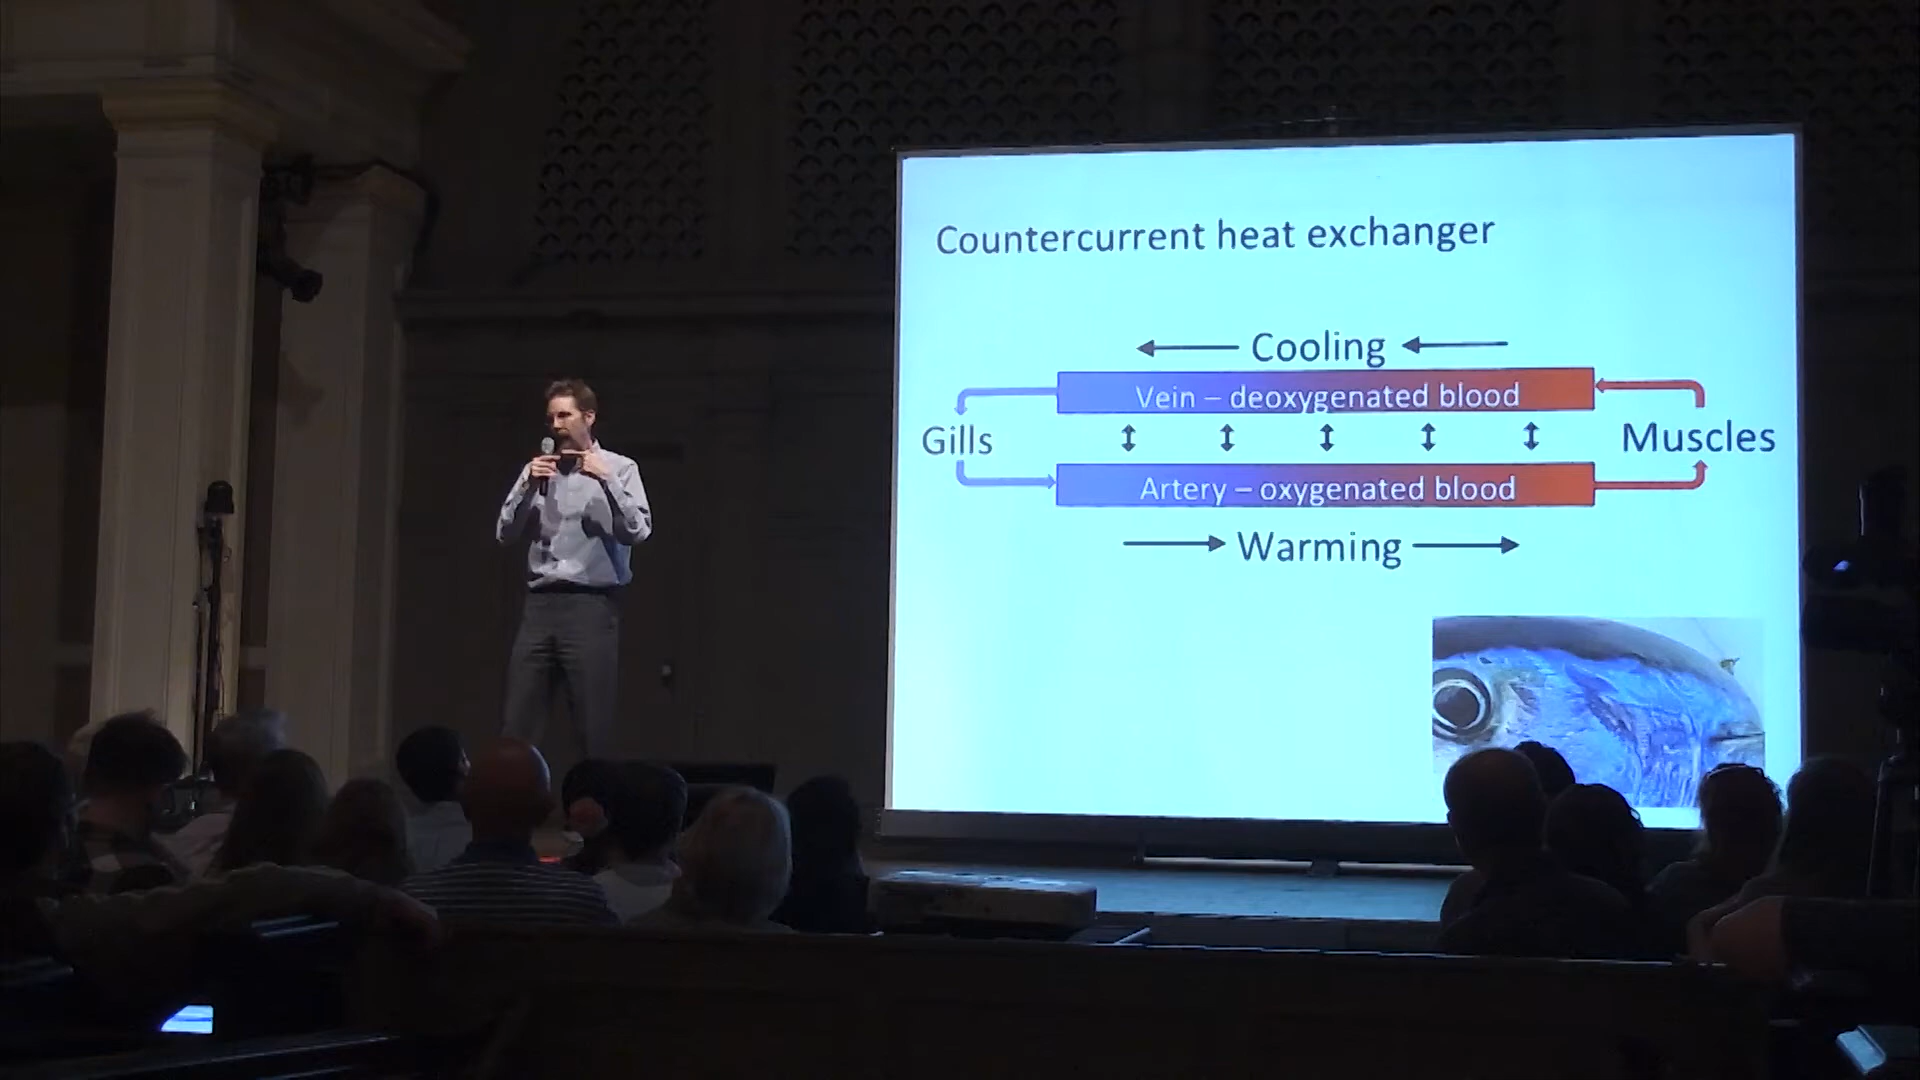 Countercurrent heat exchanger
Cooling
Vein – deoxygenated blood
Gills
Muscles
Artery – oxygenated blood
Warming